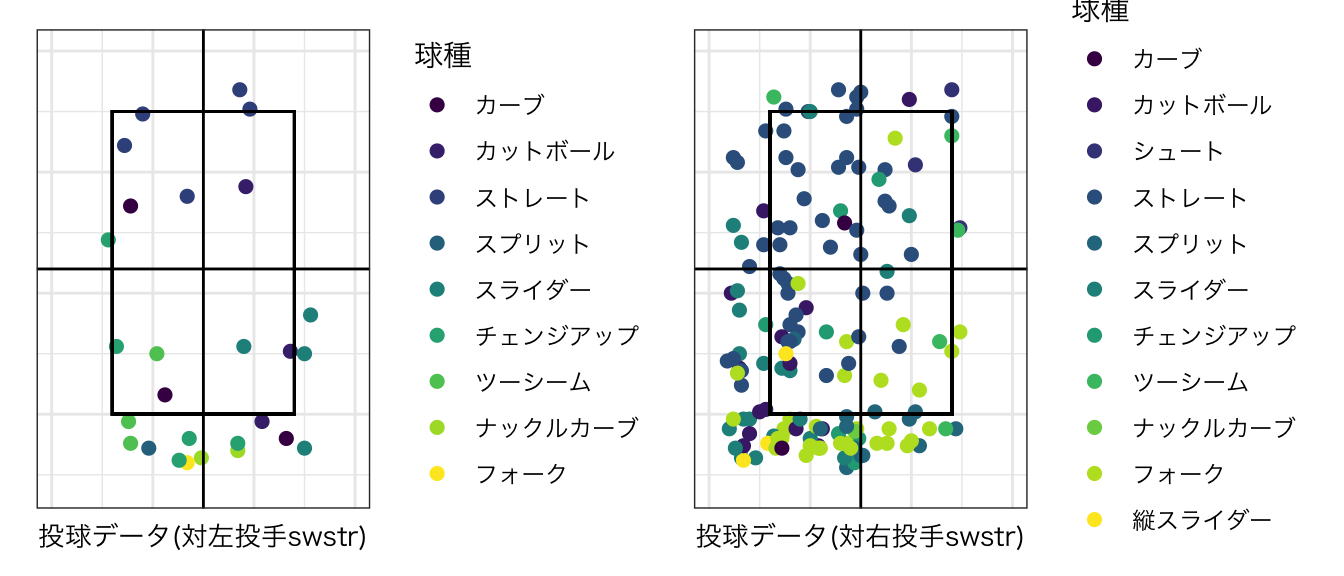 球種
カーブ
カットボール
ストレート
スプリット
スライダー
チェンジアップ
ツーシーム
ナックルカーブ
フォーク
投球データ(対左投手swstr)
球種
カーブ
カットボール
シュート
ストレート
スプリット
スライダー
チェンジアップ
ツーシーム
ナックルカーブ
フォーク
縦スライダー
投球データ(対右投手swstr)